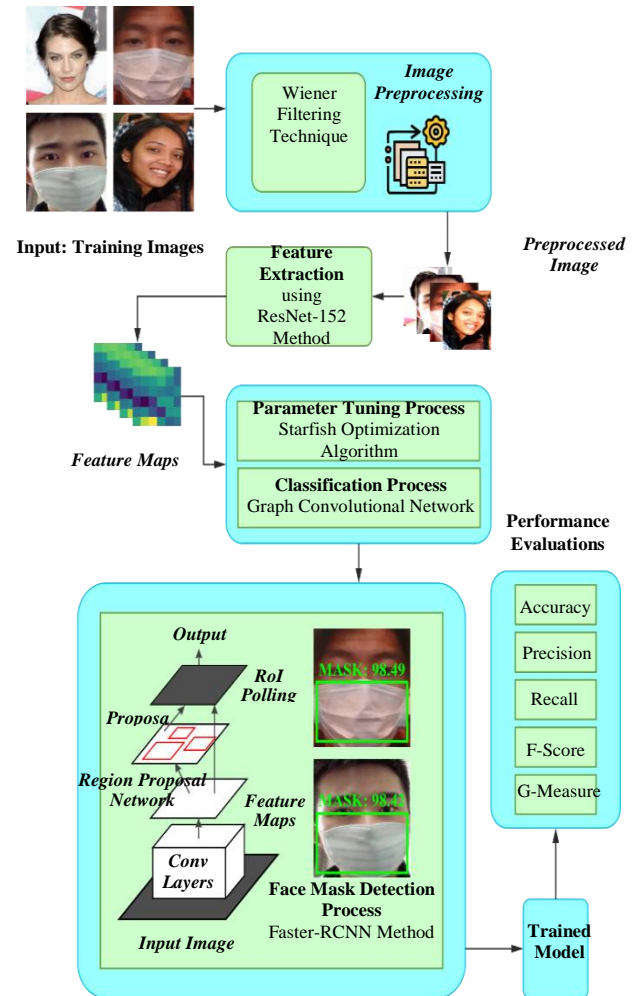 Wiener
Filtering
Technique
Image
Preprocessing
Input: Training Images
Preprocessed
Image
Feature
Extraction
using
ResNet-152
Method
Feature Maps
Parameter Tuning Process
Starfish Optimization
Algorithm
Classification Process
Graph Convolutional Network
Performance
Evaluations
Accuracy
Precision
Recall
F-Score
G-Measure
Output
RoI
Polling
Proposa
Region Proposal
Network
Feature
Maps
Conv
Layers
Input Image
MASK: 98.49
MASK: 98.42
Face Mask Detection
Process
Faster-RCNN Method
Trained
Model